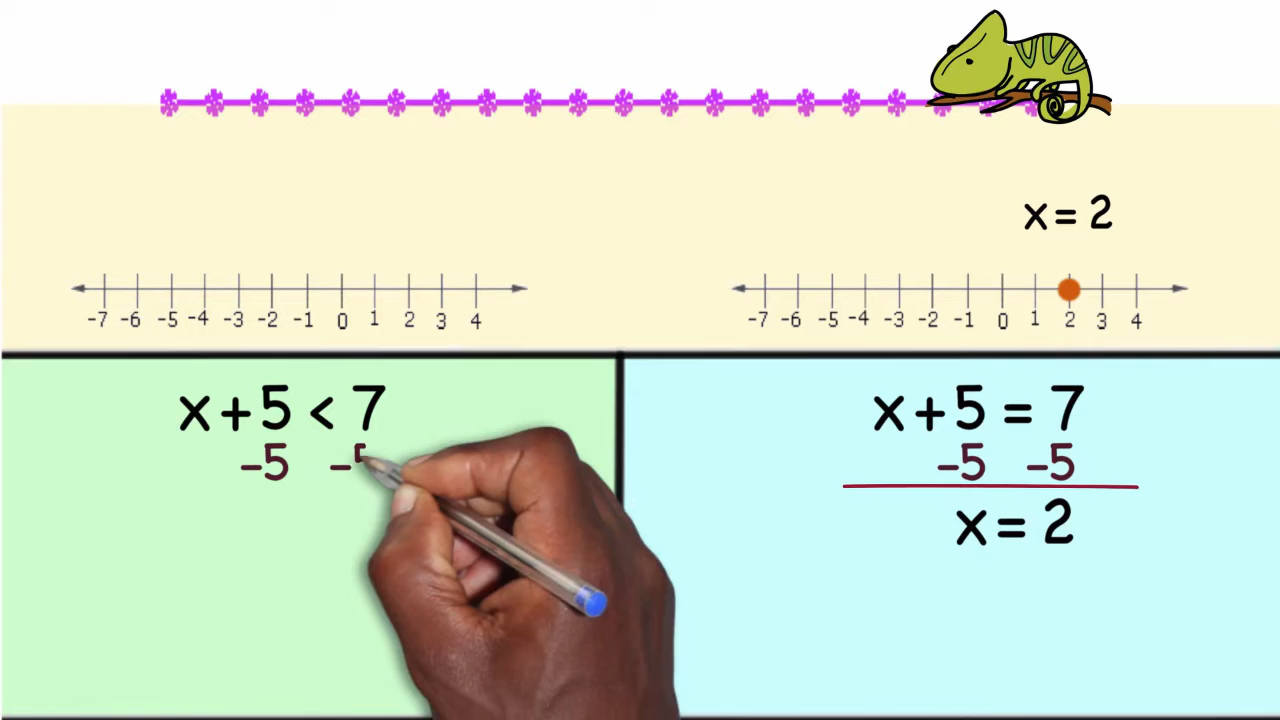 x = 2
-7 -6 -5 -4 -3 -2 -1 0 1 2 3 4
-7 -6 -5 -4 -3 -2 -1 0 1 2 3 4
x + 5 < 7
-5 -5
x + 5 = 7
-5 -5
x = 2